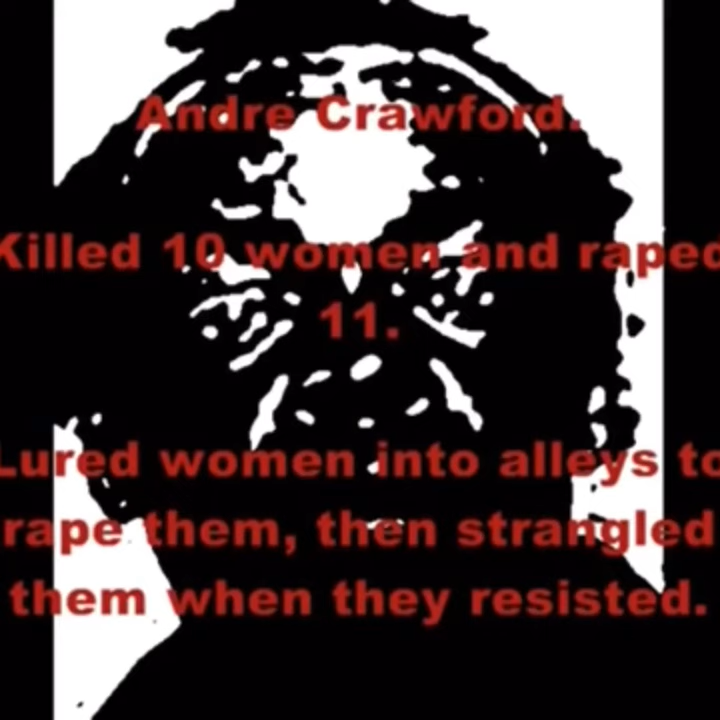 Andre Crawford.
Killed 10 women and raped
11.
Lured women into alleys to
rape them, then strangled
them when they resisted.